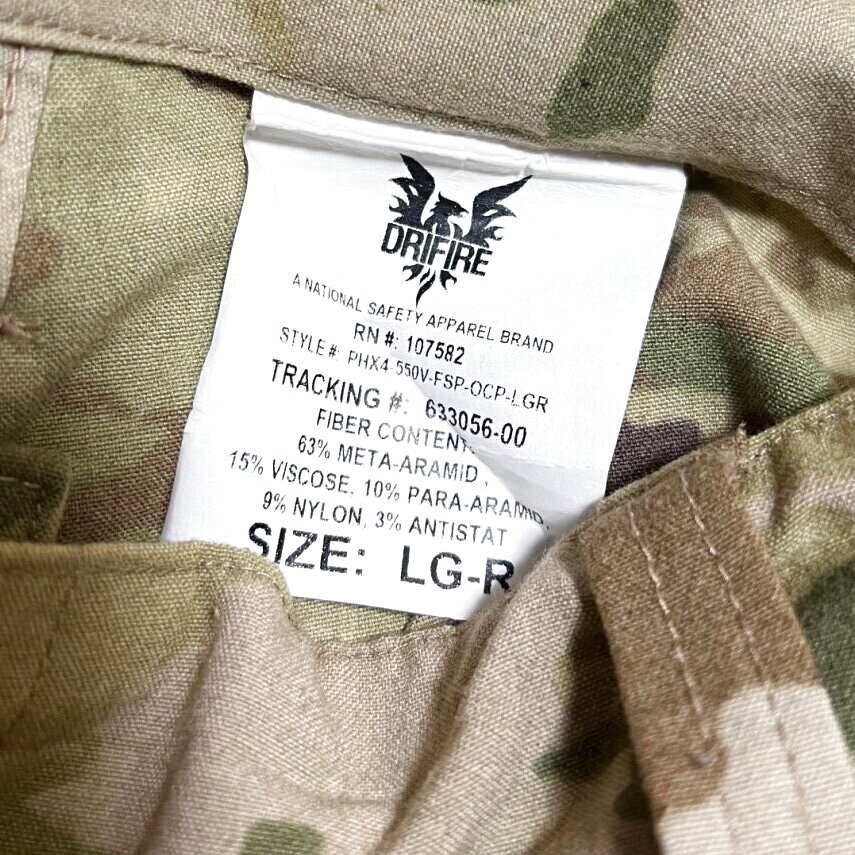 DRIFIRE
A NATIONAL SAFETY APPAREL BRAND
RN #: 107582
STYLE #: PHX4-550V-FSP-OCP-LGR
TRACKING #: 633056-00
FIBER CONTENT:
63% META-ARAMID,
15% VISCOSE, 10% PARA-ARAMID,
9% NYLON, 3% ANTISTAT
SIZE: LG-R